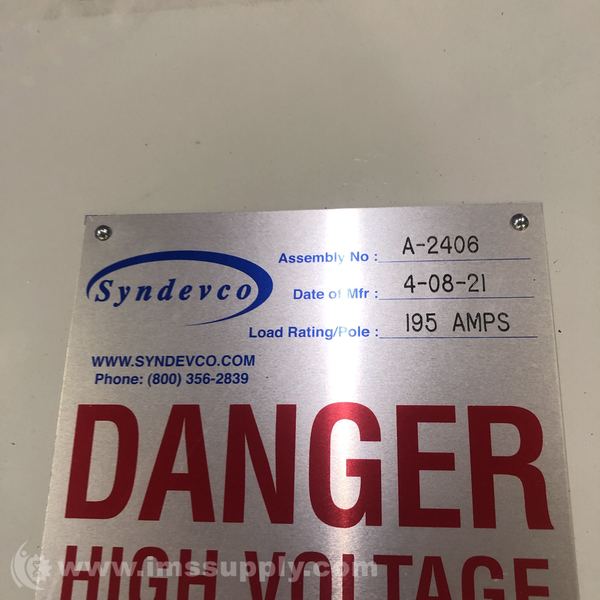 Syndevco
Assembly No : A-2406
Date of Mfr : 4-08-21
Load Rating/Pole : 195 AMPS
WWW.SYNDEVCO.COM
Phone: (800) 356-2839
DANGER
HIGH VOLTAGE
www.imssupply.com